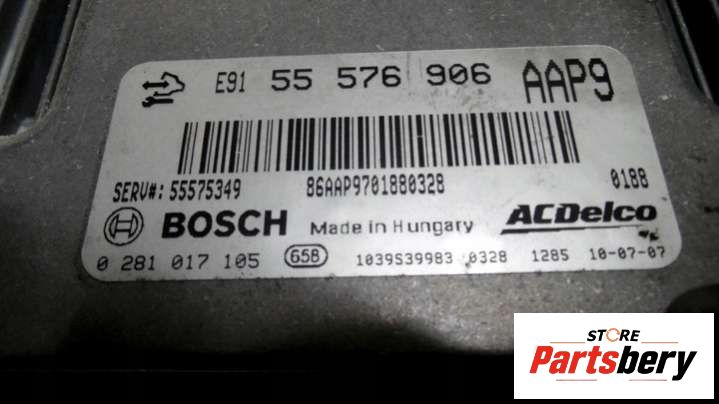 E91 55 576 906 AAP9
SERV#: 55575349 86AAP9701880328 0188
BOSCH Made in Hungary ACDelco
0 281 017 105 G58 1039S39983 0328 1285 10-07-07
STORE
Partsbery